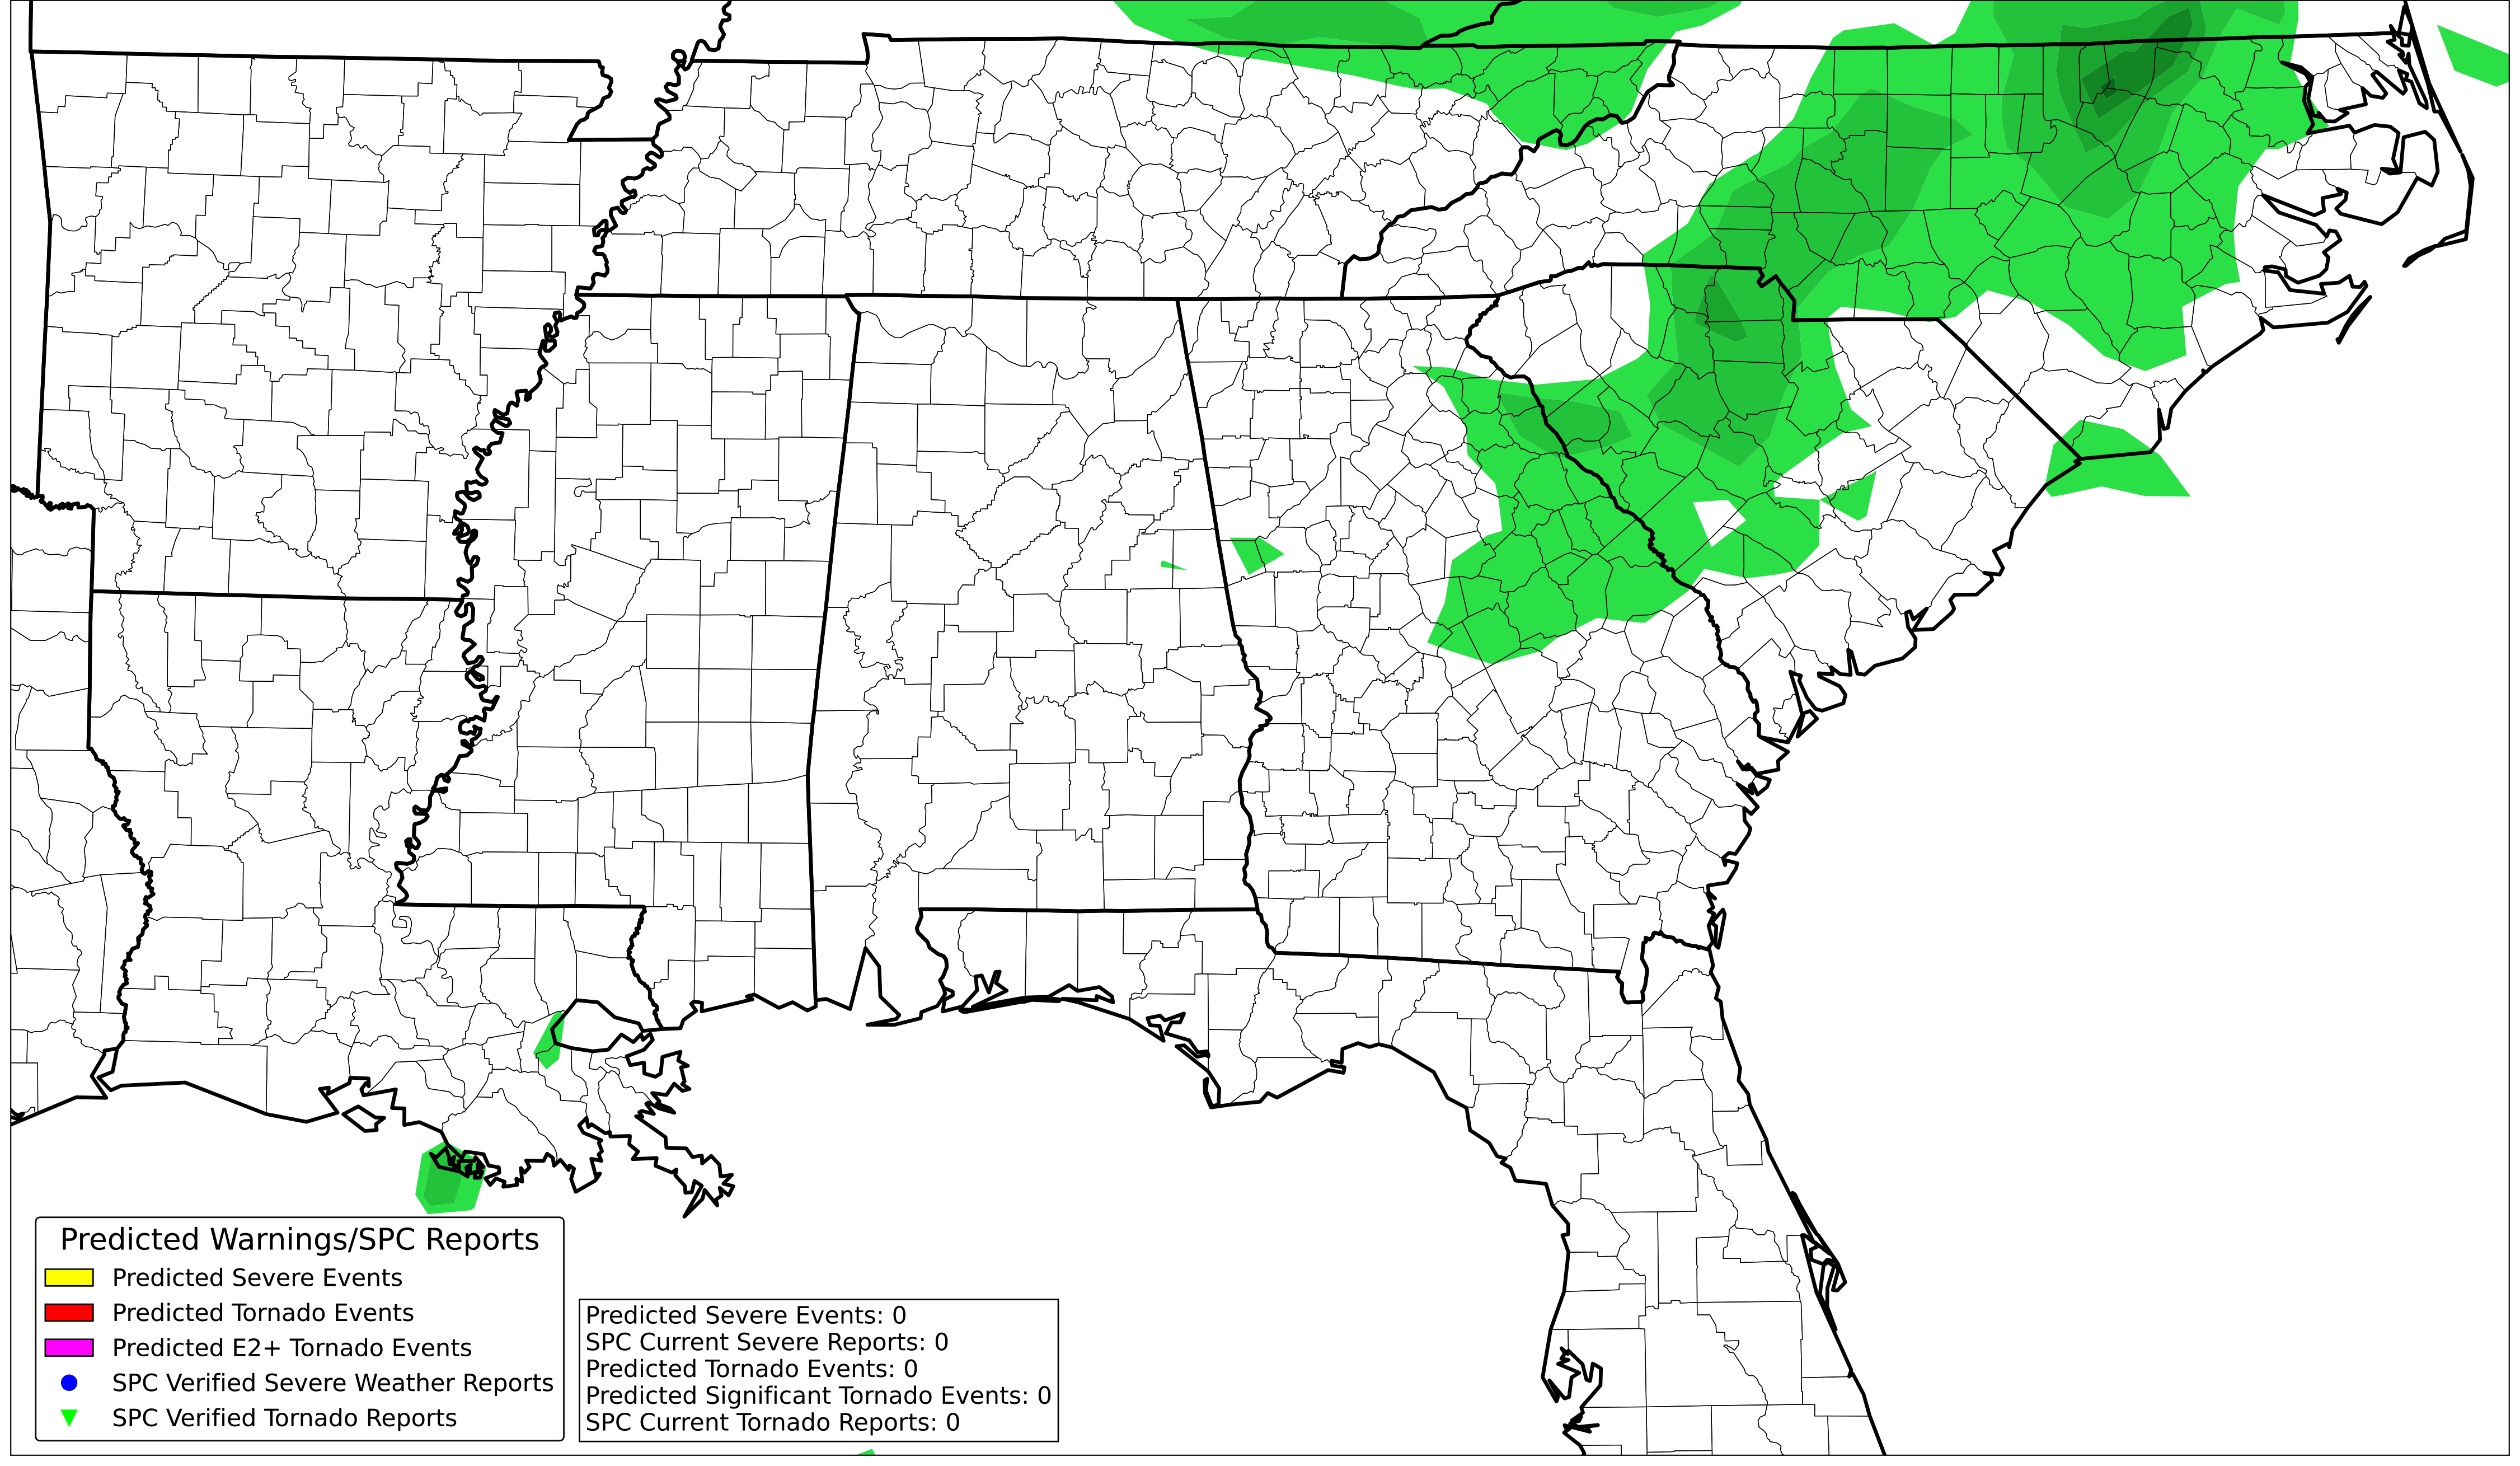 Predicted Warnings/SPC Reports
Predicted Severe Events
Predicted Tornado Events
Predicted E2+ Tornado Events
SPC Verified Severe Weather Reports
SPC Verified Tornado Reports
Predicted Severe Events: 0
SPC Current Severe Reports: 0
Predicted Tornado Events: 0
Predicted Significant Tornado Events: 0
SPC Current Tornado Reports: 0